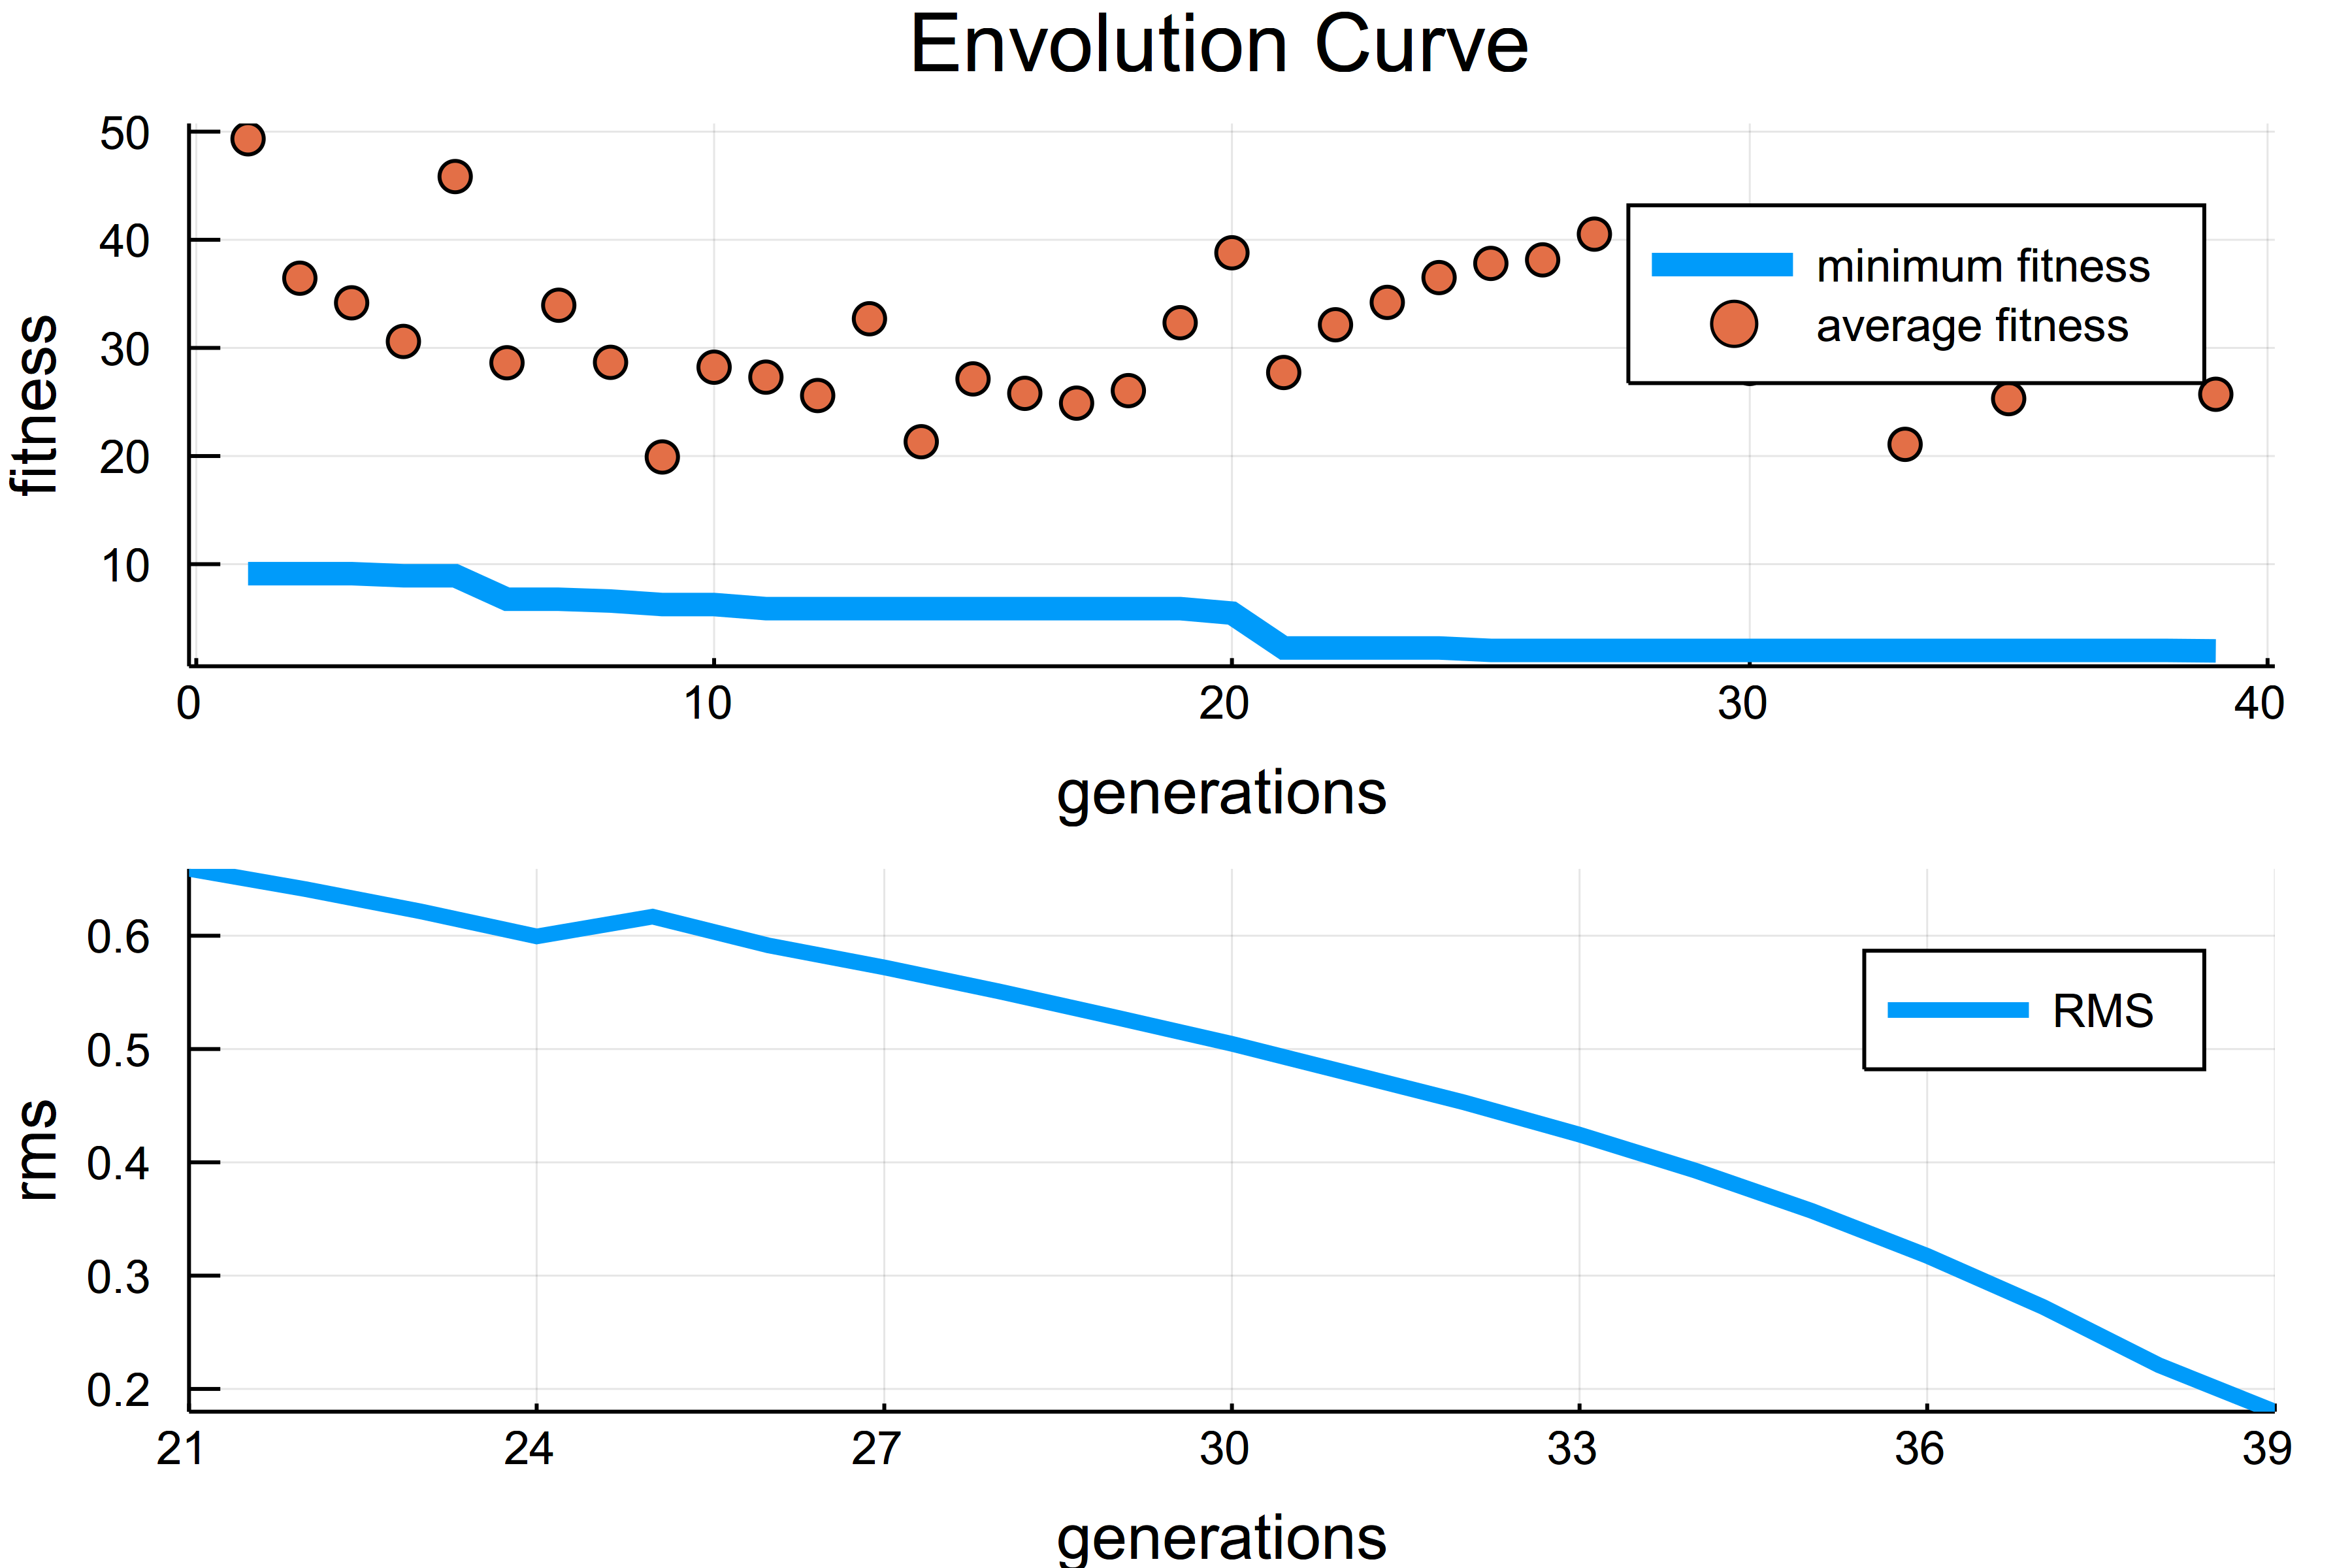 Envolution Curve
50
40
30
20
10
fitness
minimum fitness
average fitness
0 10 20 30 40
generations
0.6
0.5
0.4
0.3
0.2
rms
RMS
21 24 27 30 33 36 39
generations